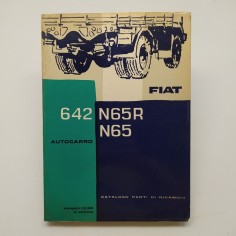 FIAT
642 N65R
N65
AUTOCARRO
CATALOGO PARTI DI RICAMBIO